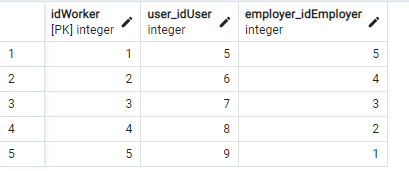 idWorker user_idUser employer_idEmployer
[PK] integer integer integer
1 1 5 5
2 2 6 4
3 3 7 3
4 4 8 2
5 5 9 1